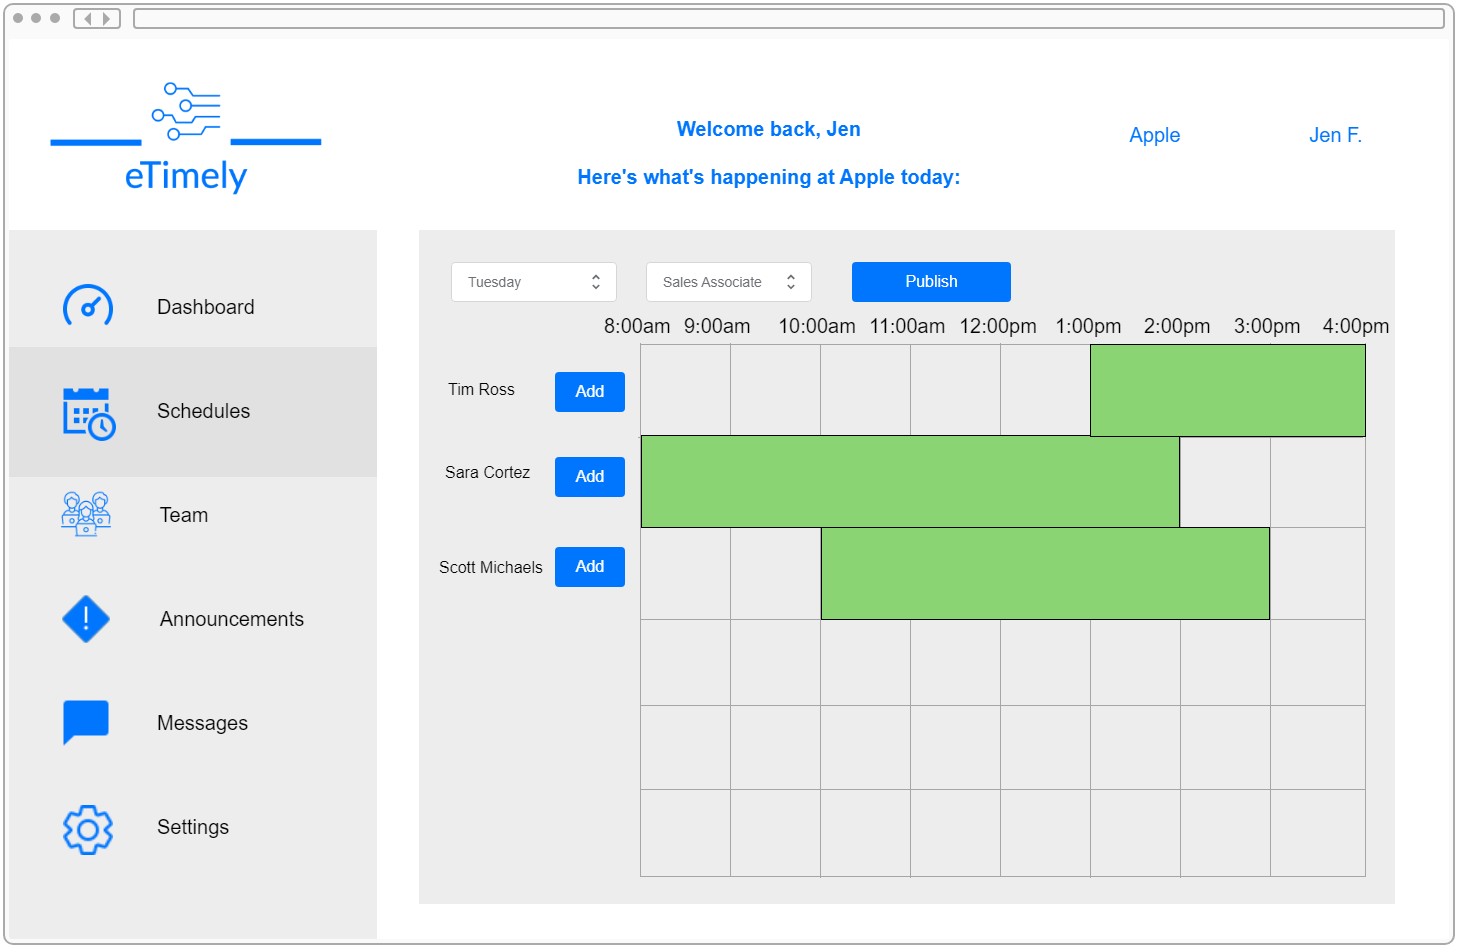 eTimely
Welcome back, Jen
Here's what's happening at Apple today:
Apple
Jen F.
Dashboard
Schedules
Team
Announcements
Messages
Settings
Tuesday
Sales Associate
Publish
8:00am 9:00am 10:00am 11:00am 12:00pm 1:00pm 2:00pm 3:00pm 4:00pm
Tim Ross Add
Sara Cortez Add
Scott Michaels Add